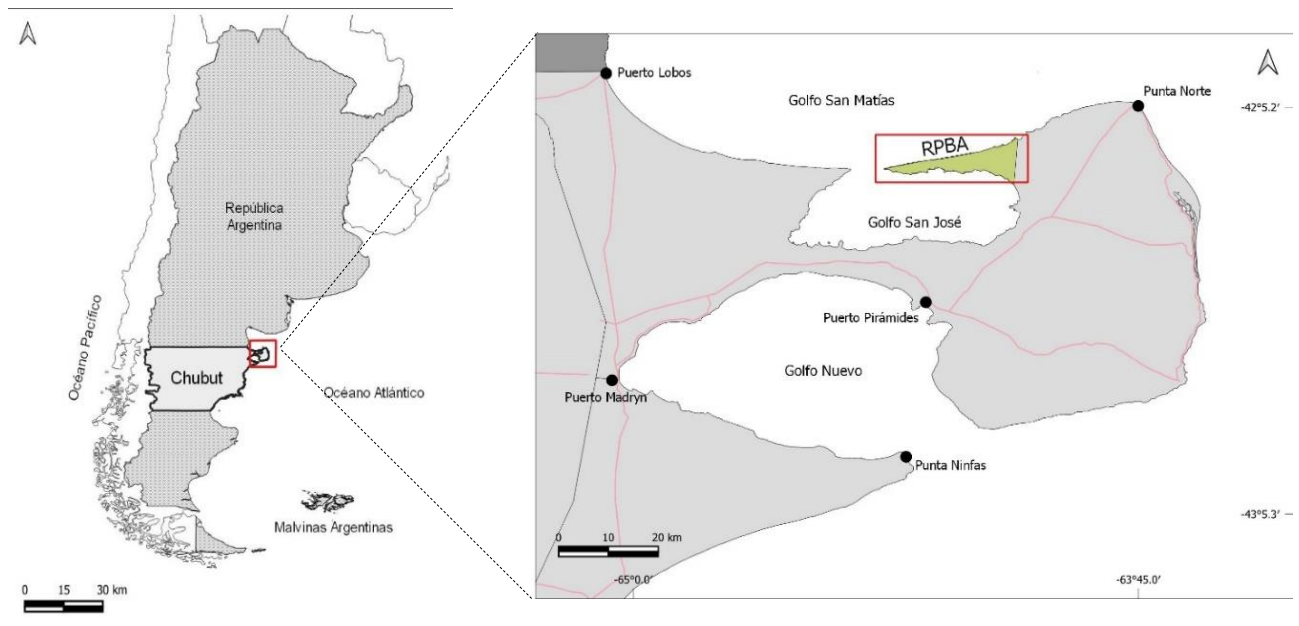 República
Argentina
Océano Pacífico
Chubut
Océano Atlántico
Malvinas Argentinas
0 15 30 km
Puerto Lobos
Golfo San Matías
Punta Norte
-42°5.2'
RPBA
Golfo San José
Puerto Pirámides
Golfo Nuevo
Puerto Madryn
Punta Ninfas
-43°5.3'
0 10 20 km
-65°0.0'
-63°45.0'